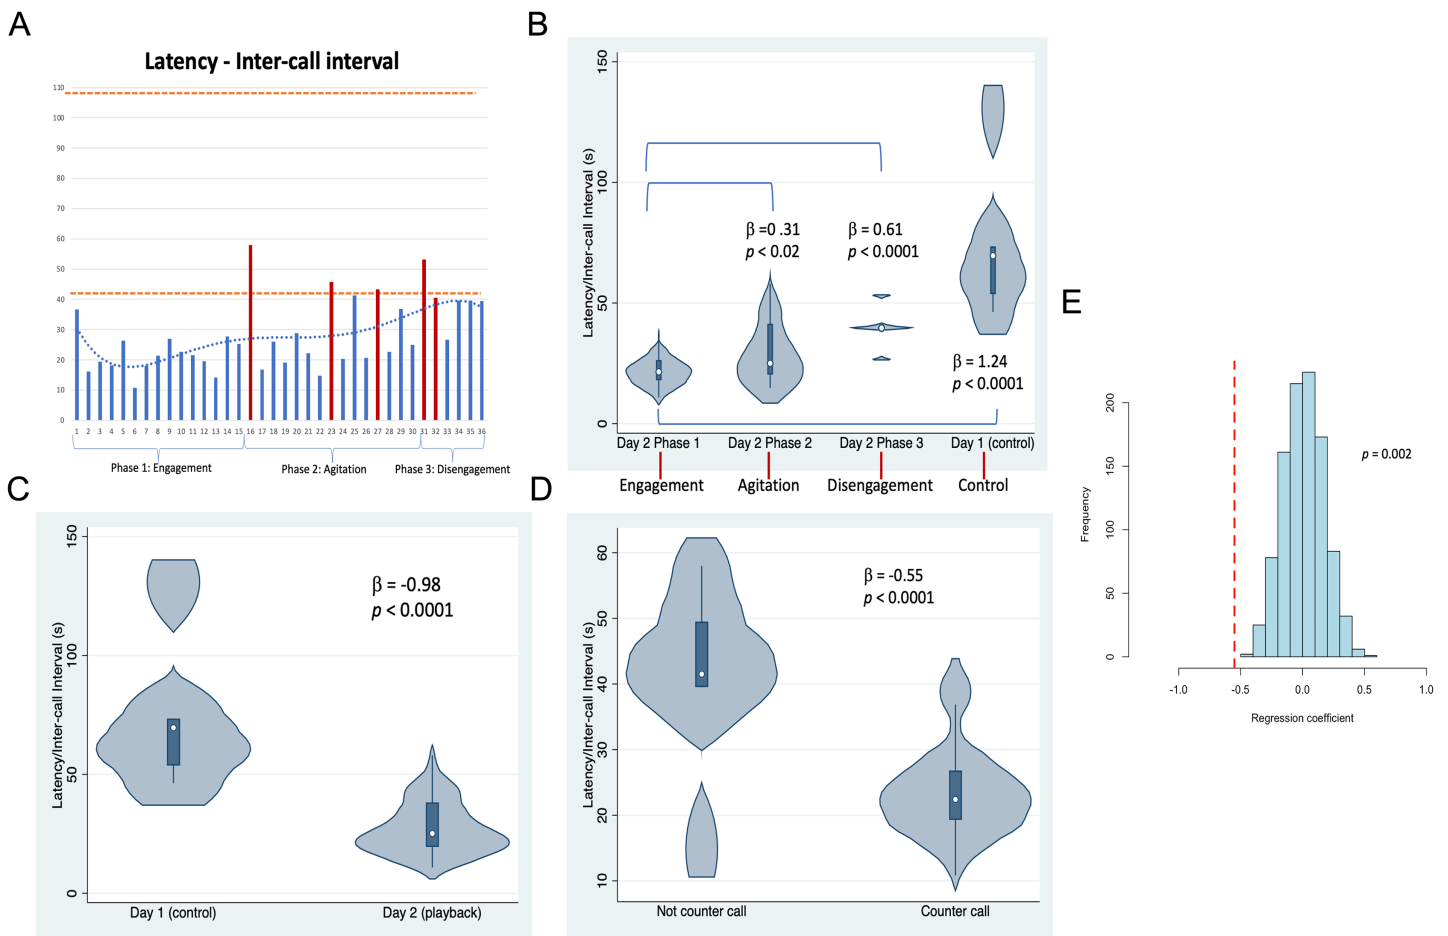 A
Latency - Inter-call interval
110
100
90
80
70
60
50
40
30
20
10
0
1 2 3 4 5 6 7 8 9 10 11 12 13 14 15 16 17 18 19 20 21 22 23 24 25 26 27 28 29 30 31 32 33 34 35 36
Phase 1: Engagement Phase 2: Agitation Phase 3: Disengagement
B
Latency/Inter-call Interval (s)
150
100
50
0
β =0 .31
p < 0.02
β = 0.61
p < 0.0001
β = 1.24
p < 0.0001
Day 2 Phase 1 Day 2 Phase 2 Day 2 Phase 3 Day 1 (control)
Engagement Agitation Disengagement Control
C
Latency/Inter-call Interval (s)
150
100
50
0
β = -0.98
p < 0.0001
Day 1 (control) Day 2 (playback)
D
Latency/Inter-call Interval (s)
60
50
40
30
20
10
β = -0.55
p < 0.0001
Not counter call Counter call
E
Frequency
200
150
100
50
0
p = 0.002
-1.0 -0.5 0.0 0.5 1.0
Regression coefficient